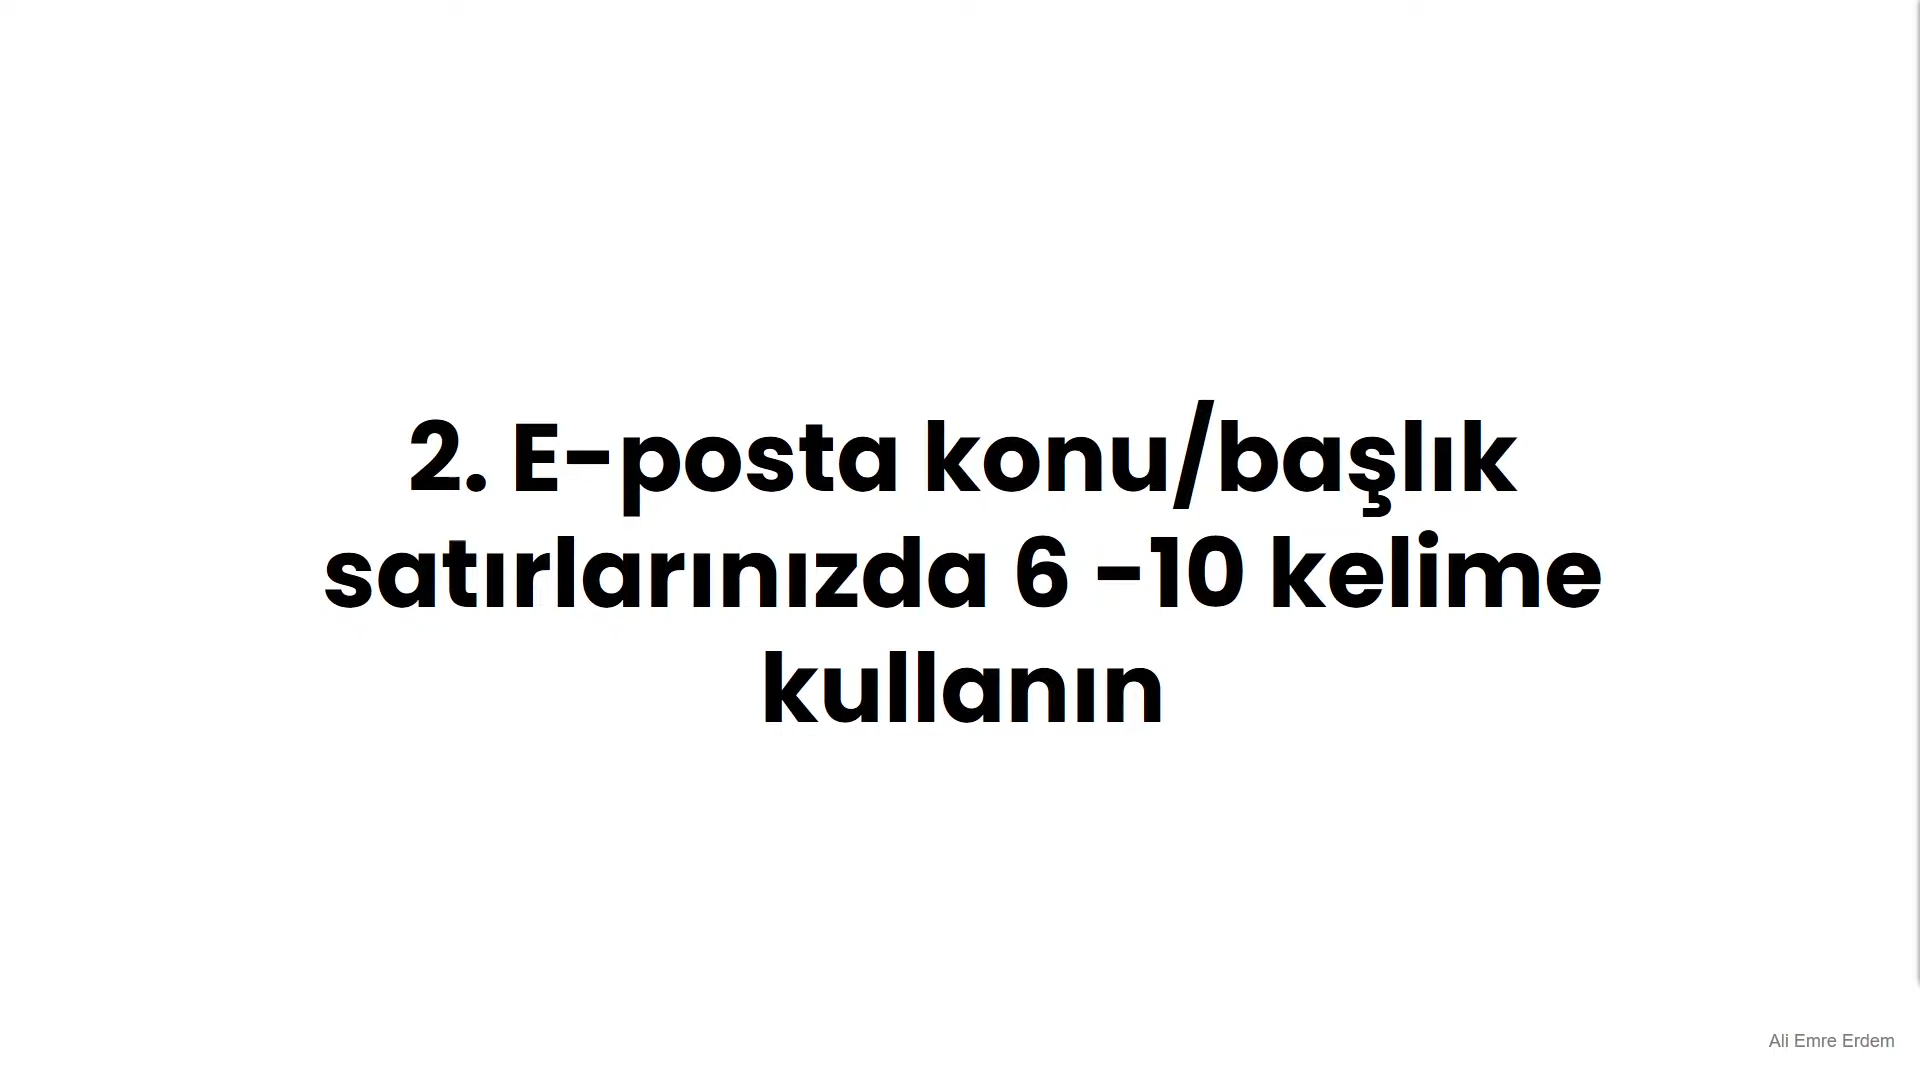 2. E-posta konu/başlık
satırlarınızda 6 -10 kelime
kullanın
Ali Emre Erdem